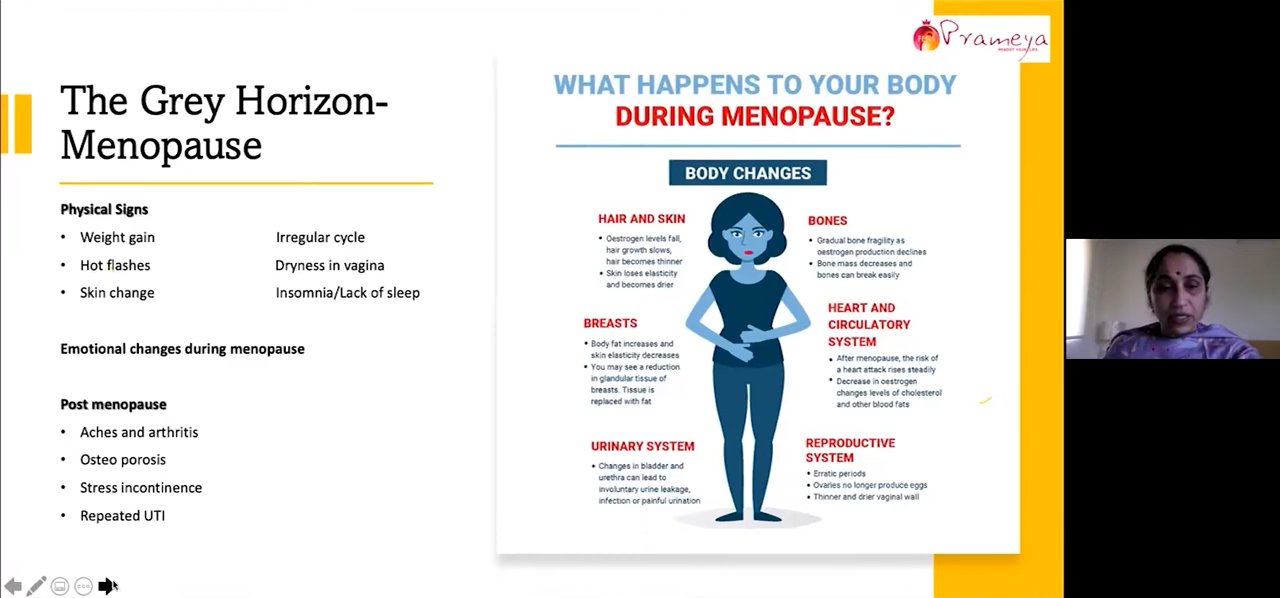 Prameya
The Grey Horizon-
Menopause
Physical Signs
• Weight gain Irregular cycle
• Hot flashes Dryness in vagina
• Skin change Insomnia/Lack of sleep
Emotional changes during menopause
Post menopause
• Aches and arthritis
• Osteo porosis
• Stress incontinence
• Repeated UTI
WHAT HAPPENS TO YOUR BODY
DURING MENOPAUSE?
BODY CHANGES
HAIR AND SKIN
• Oestrogen levels fall,
hair growth slows,
hair becomes thinner
• Skin loses elasticity
and becomes drier
BREASTS
• Body fat increases and
skin elasticity decreases
• You may see a reduction
in glandular tissue of
breasts. Tissue is
replaced with fat
URINARY SYSTEM
• Changes in bladder and
urethra can lead to
involuntary urine leakage,
infection or painful urination
BONES
• Gradual bone fragility as
oestrogen production declines
• Bone mass decreases and
bones can break easily
HEART AND
CIRCULATORY
SYSTEM
• After menopause, the risk of
a heart attack rises steadily
• Decrease in oestrogen
changes levels of cholesterol
and other blood fats
REPRODUCTIVE
SYSTEM
• Erratic periods
• Ovaries no longer produce eggs
• Thinner and drier vaginal wall